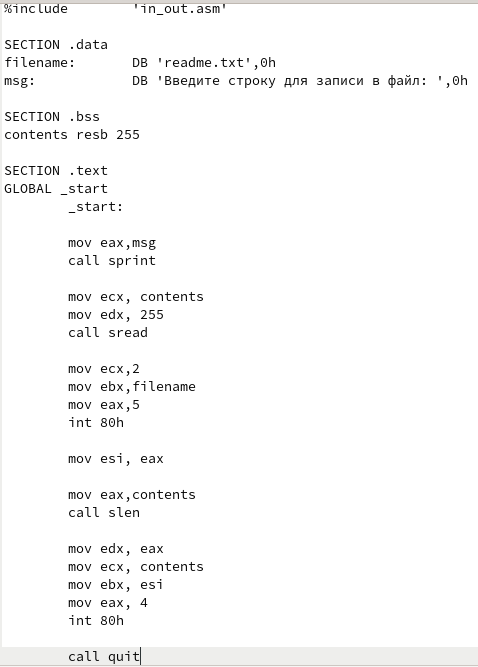 %include        'in_out.asm'
SECTION .data
filename:       DB 'readme.txt',0h
msg:            DB 'Введите строку для записи в файл: ',0h
SECTION .bss
contents resb 255
SECTION .text
GLOBAL _start
        _start:
        mov eax,msg
        call sprint
        mov ecx, contents
        mov edx, 255
        call sread
        mov ecx,2
        mov ebx,filename
        mov eax,5
        int 80h
        mov esi, eax
        mov eax,contents
        call slen
        mov edx, eax
        mov ecx, contents
        mov ebx, esi
        mov eax, 4
        int 80h
        call quit